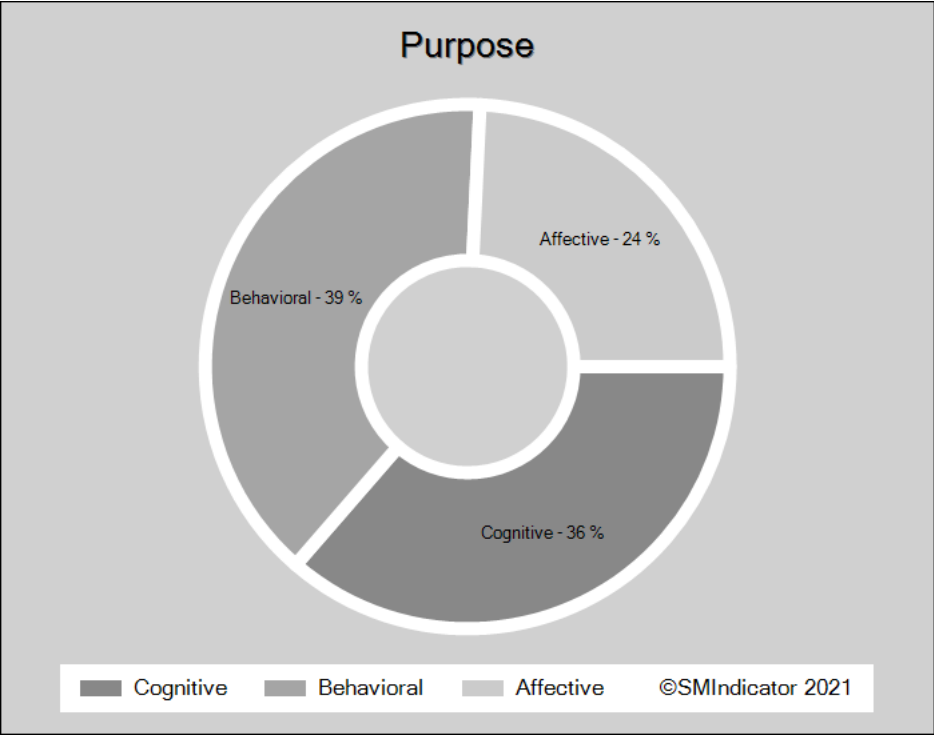 Purpose
Affective - 24 %
Behavioral - 39 %
Cognitive - 36 %
Cognitive Behavioral Affective ©SMIndicator 2021